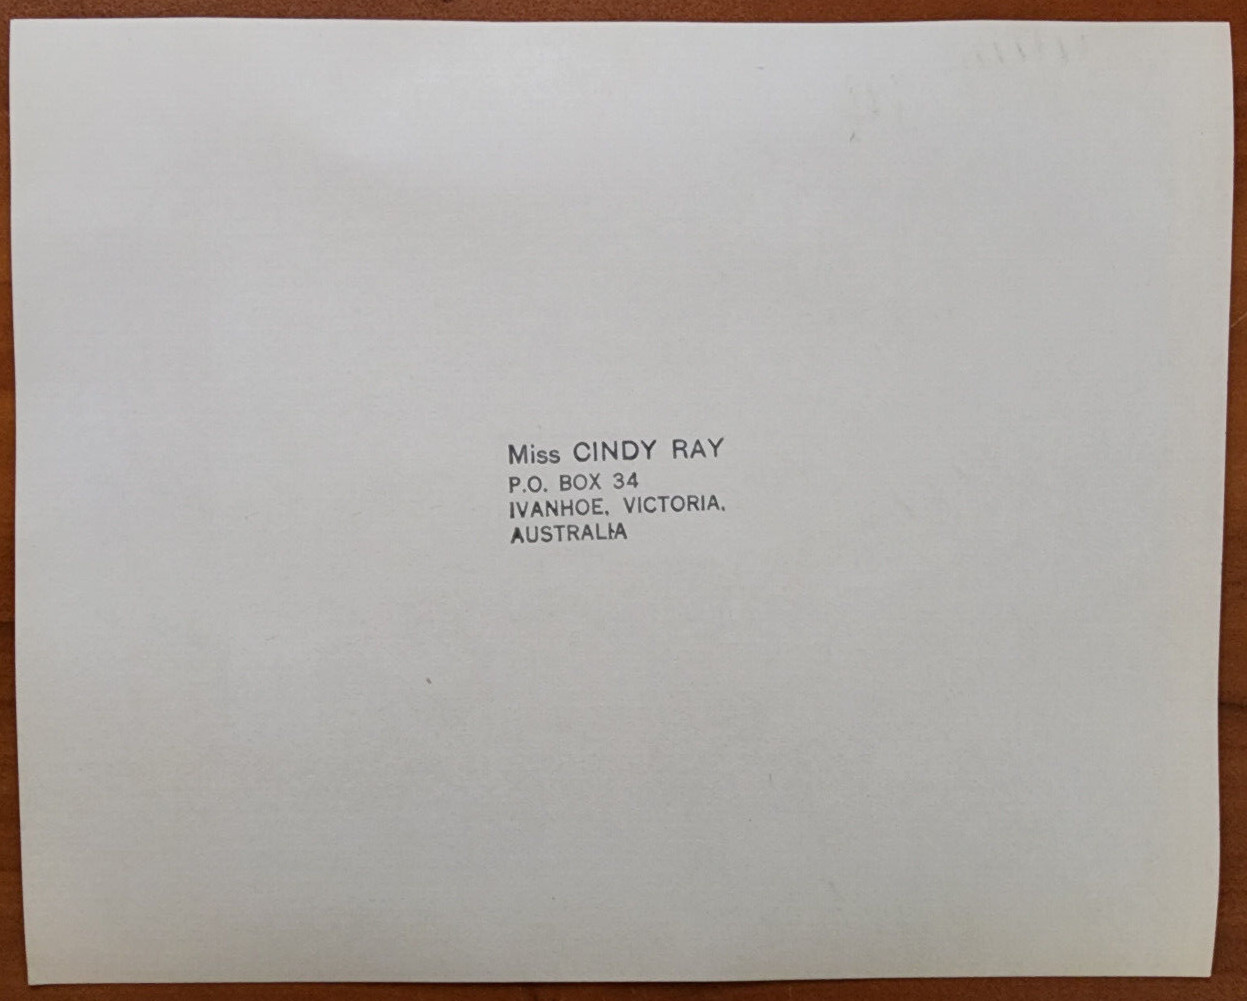 Miss CINDY RAY
P.O. BOX 34
IVANHOE, VICTORIA,
AUSTRALIA